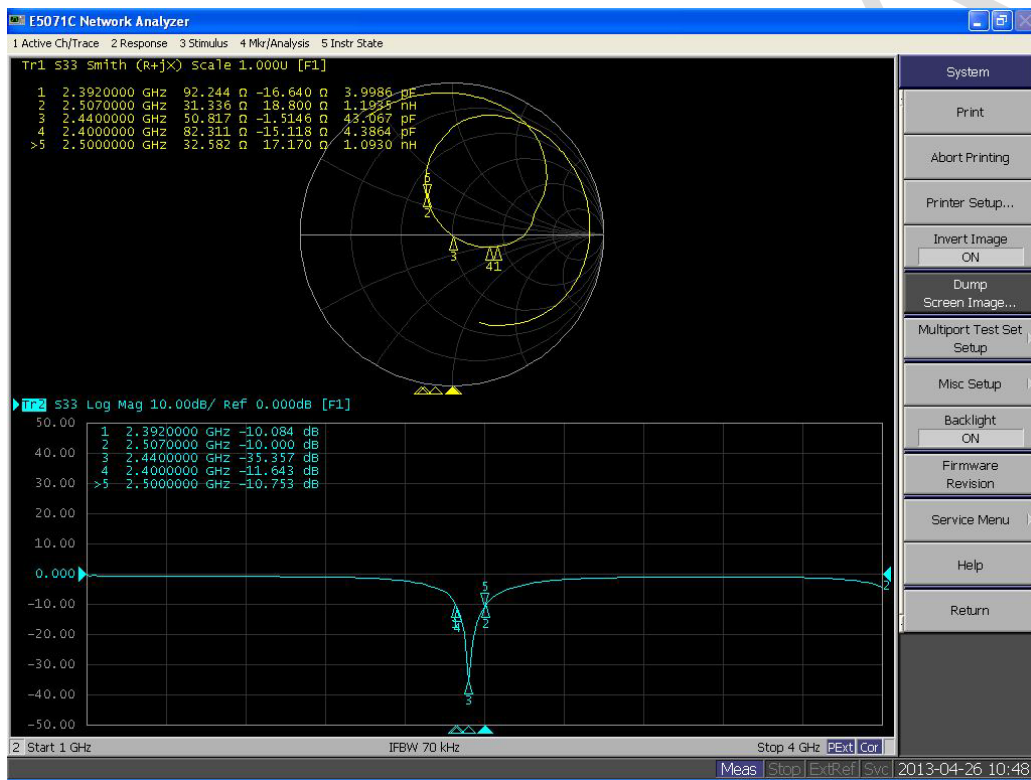 E5071C Network Analyzer
1 Active Ch/Trace 2 Response 3 Stimulus 4 Mkr/Analysis 5 Instr State
Tr1 S33 Smith (R+jX) Scale 1.000U [F1]
1 2.3920000 GHz 92.244 Ω -16.640 Ω 3.9986 pF
2 2.5070000 GHz 31.336 Ω 18.800 Ω 1.1935 nH
3 2.4400000 GHz 50.817 Ω -1.5146 Ω 43.067 pF
4 2.4000000 GHz 82.311 Ω -15.118 Ω 4.3864 pF
>5 2.5000000 GHz 32.582 Ω 17.170 Ω 1.0930 nH
5
2
3
41
Tr2 S33 Log Mag 10.00dB/ Ref 0.000dB [F1]
50.00
40.00
30.00
20.00
10.00
0.000
-10.00
-20.00
-30.00
-40.00
-50.00
1 2.3920000 GHz -10.084 dB
2 2.5070000 GHz -10.000 dB
3 2.4400000 GHz -35.357 dB
4 2.4000000 GHz -11.643 dB
>5 2.5000000 GHz -10.753 dB
5
4
2
3
2
2 Start 1 GHz
IFBW 70 kHz
Stop 4 GHz PExt Cor
Meas Stop ExtRef Svc 2013-04-26 10:48
System
Print
Abort Printing
Printer Setup...
Invert Image
ON
Dump
Screen Image...
Multiport Test Set
Setup
Misc Setup
Backlight
ON
Firmware
Revision
Service Menu
Help
Return